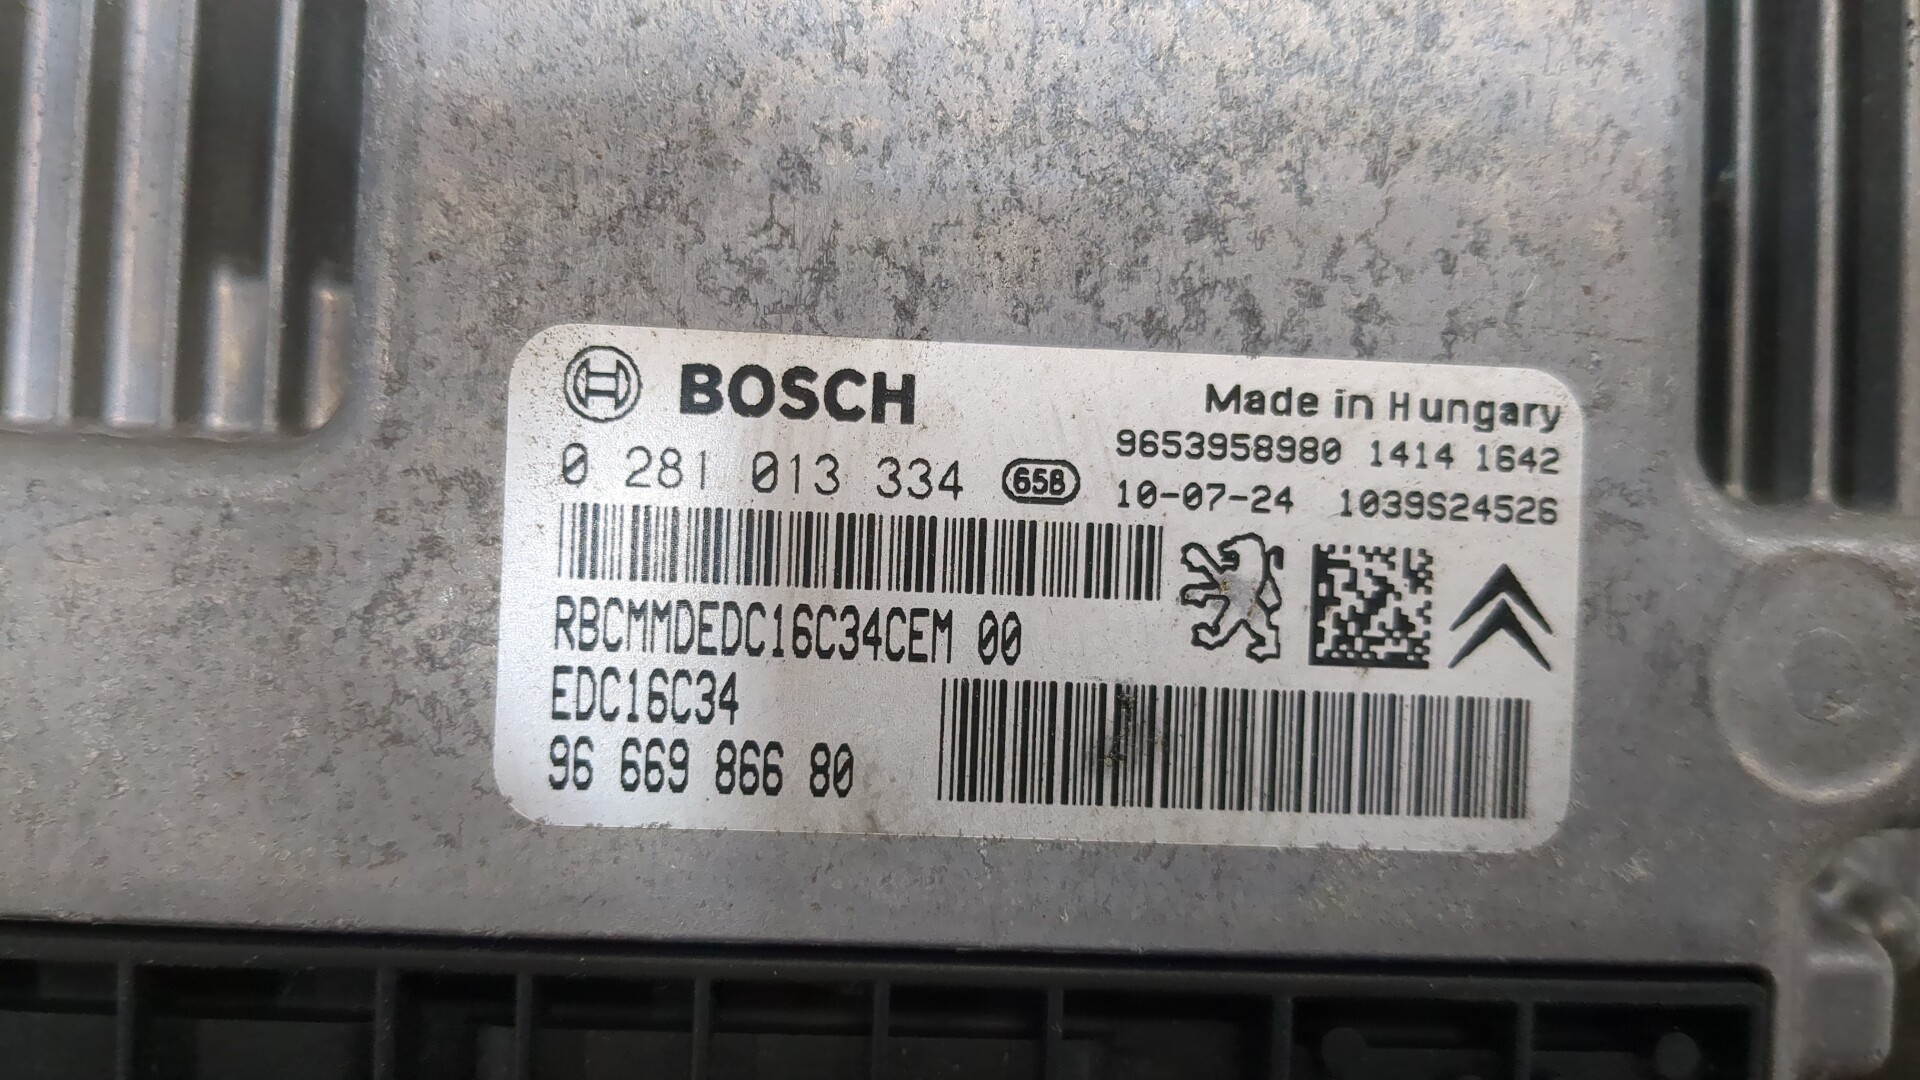 BOSCH
Made in Hungary
0 281 013 334 65B
9653958980 1414 1642
10-07-24 1039S24526
RBCMMDEDC16C34CEM 00
EDC16C34
96 669 866 80